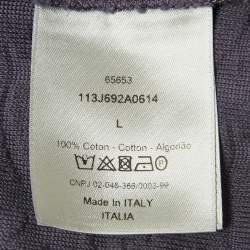 65653
113J692A0614
L
100% Coton - Cotton - Algodão
CNPJ 02-048-366/0003-99
Made In ITALY
ITALIA